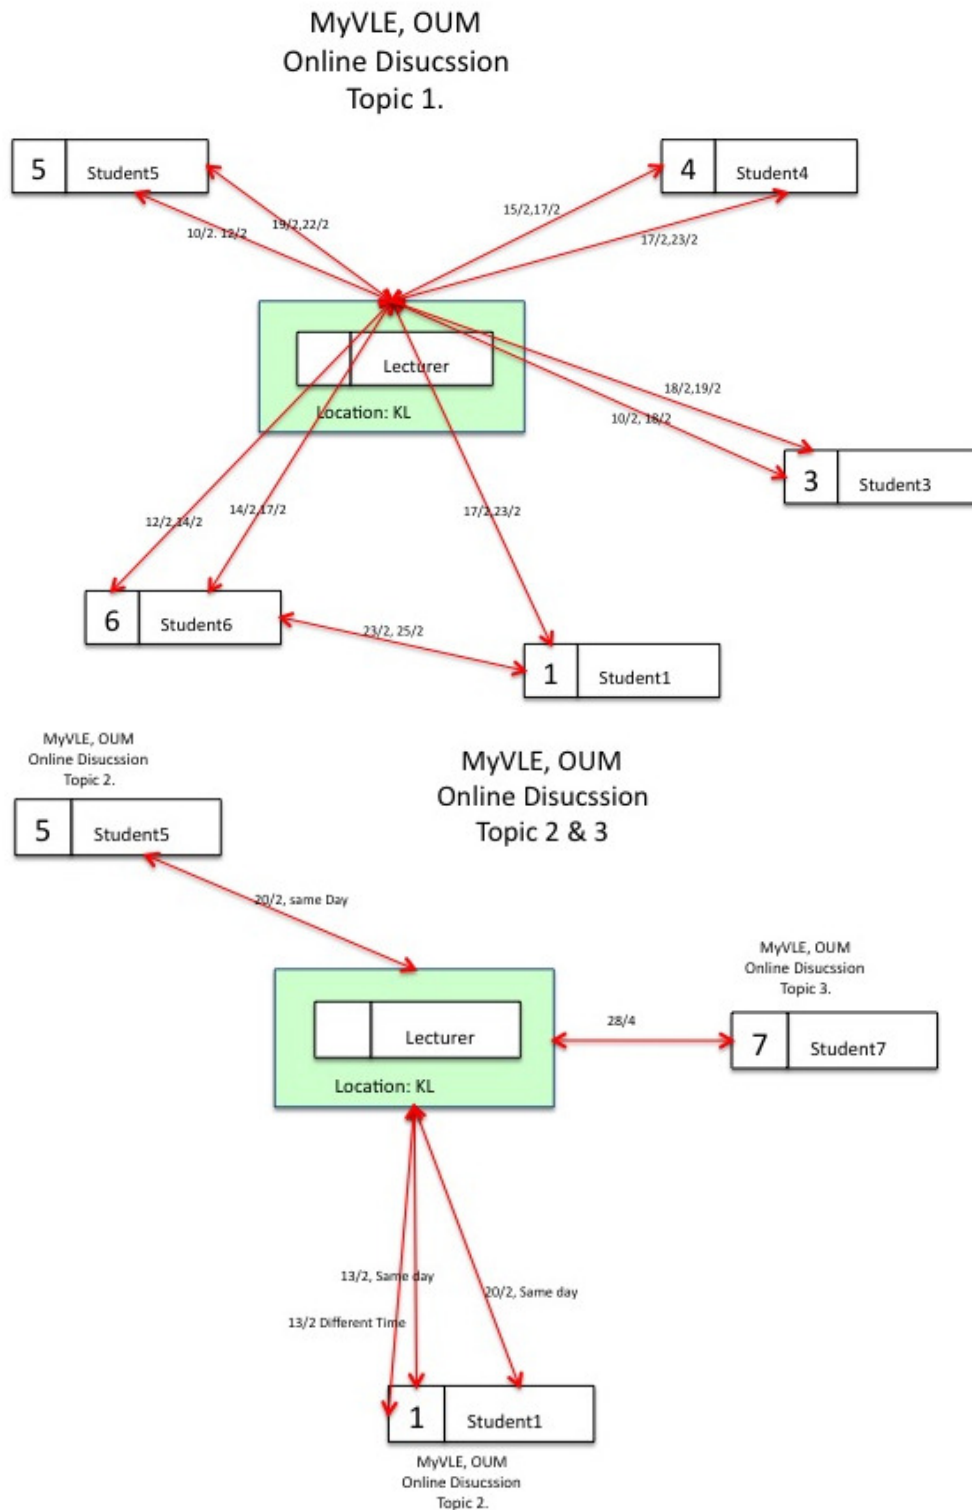 MyVLE, OUM
Online Disucssion
Topic 1.
5 Student5
4 Student4
15/2,17/2
19/2,22/2
10/2. 12/2
17/2,23/2
Lecturer
Location: KL
18/2,19/2
10/2, 18/2
3 Student3
14/2,17/2
12/2,14/2
17/2,23/2
6 Student6
23/2, 25/2
1 Student1
MyVLE, OUM
Online Disucssion
Topic 2.
MyVLE, OUM
Online Disucssion
Topic 2 & 3
5 Student5
20/2, same Day
MyVLE, OUM
Online Disucssion
Topic 3.
28/4
7 Student7
Lecturer
Location: KL
13/2, Same day
20/2, Same day
13/2 Different Time
1 Student1
MyVLE, OUM
Online Disucssion
Topic 2.